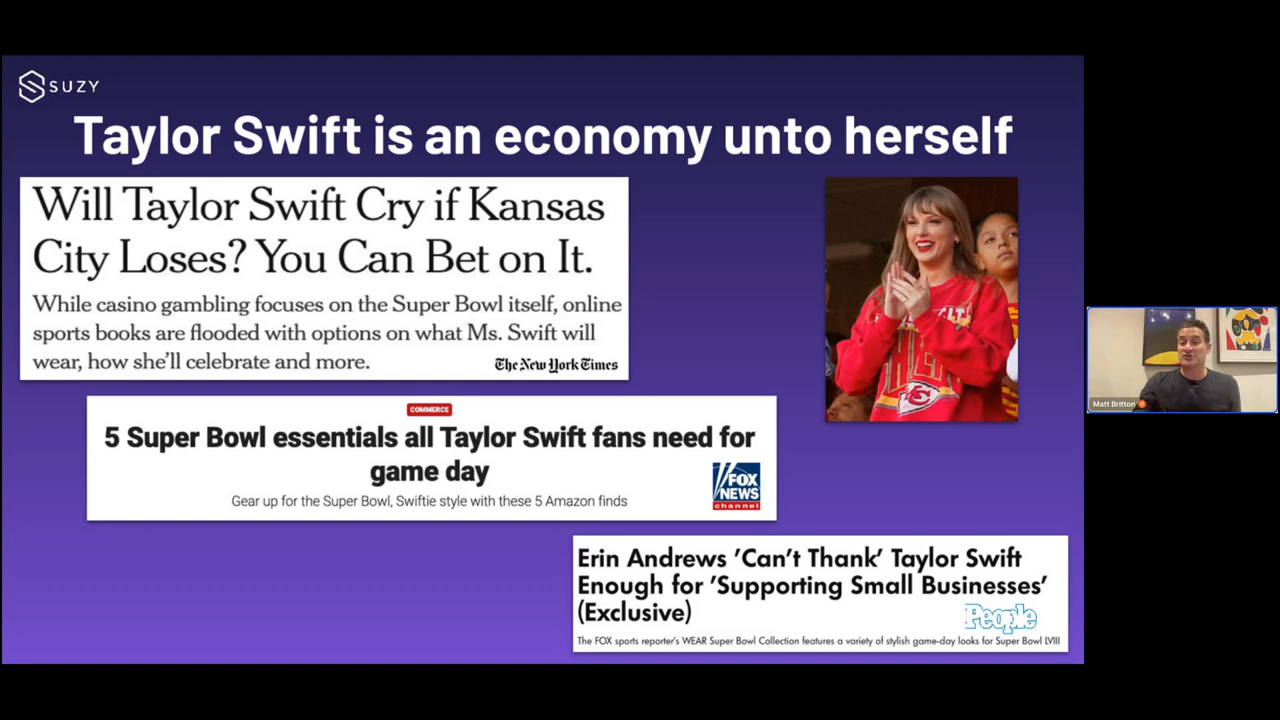 SUZY
Taylor Swift is an economy unto herself
Will Taylor Swift Cry if Kansas
City Loses? You Can Bet on It.
While casino gambling focuses on the Super Bowl itself, online
sports books are flooded with options on what Ms. Swift will
wear, how she'll celebrate and more.
The New York Times
COMMERCE
5 Super Bowl essentials all Taylor Swift fans need for
game day
Gear up for the Super Bowl, Swiftie style with these 5 Amazon finds
FOX
NEWS
channel
Erin Andrews 'Can't Thank' Taylor Swift
Enough for 'Supporting Small Businesses'
(Exclusive)
People
The FOX sports reporter's WEAR Super Bowl Collection features a variety of stylish game-day looks for Super Bowl LVIII
KC
Matt Britton